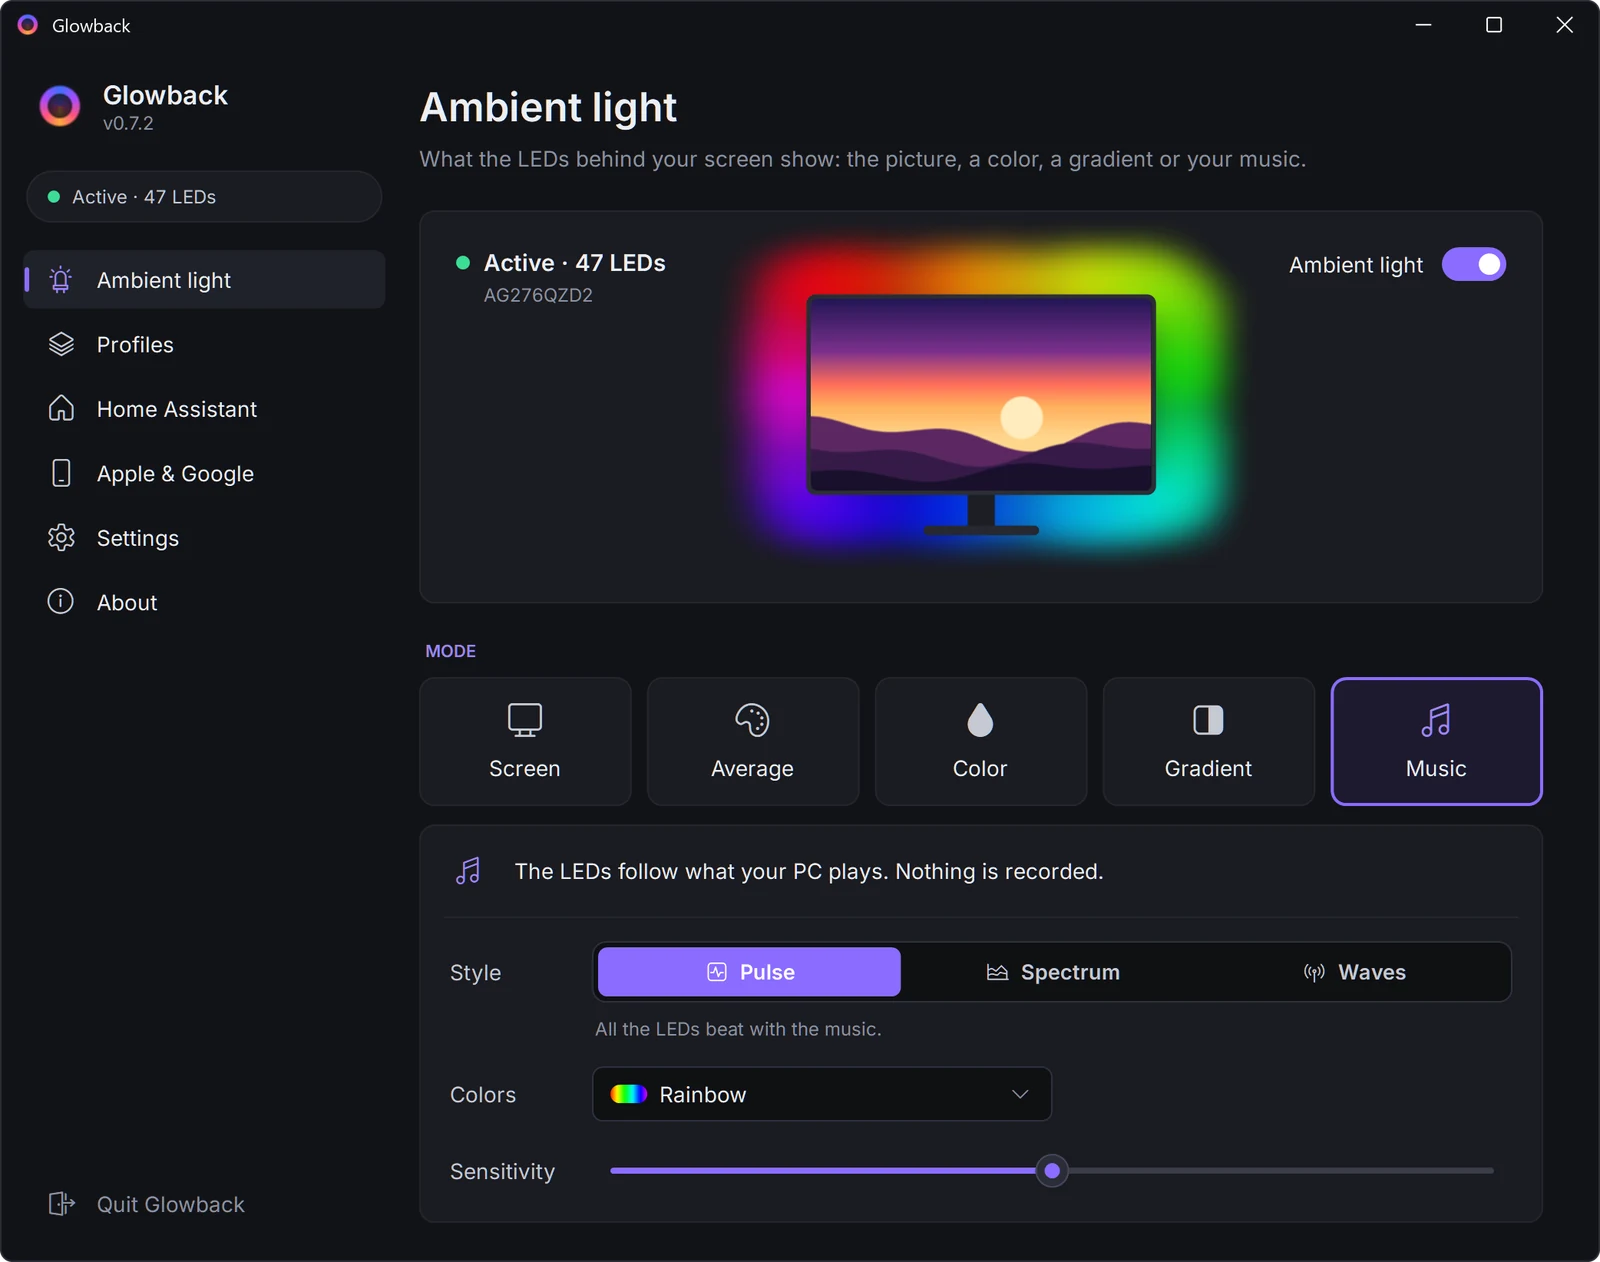 Glowback
Glowback
v0.7.2
Active · 47 LEDs
Ambient light
Profiles
Home Assistant
Apple & Google
Settings
About
Quit Glowback
Ambient light
What the LEDs behind your screen show: the picture, a color, a gradient or your music.
Active · 47 LEDs
AG276QZD2
Ambient light
MODE
Screen
Average
Color
Gradient
Music
The LEDs follow what your PC plays. Nothing is recorded.
Style
Pulse
Spectrum
Waves
All the LEDs beat with the music.
Colors
Rainbow
Sensitivity